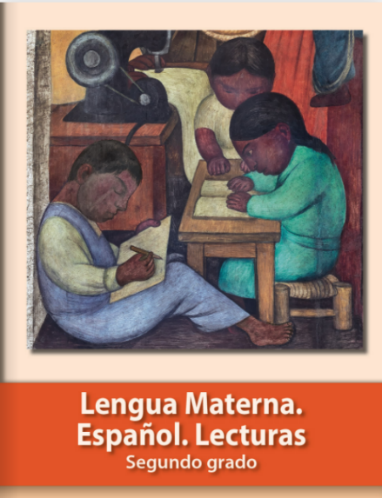 Lengua Materna.
Español. Lecturas
Segundo grado